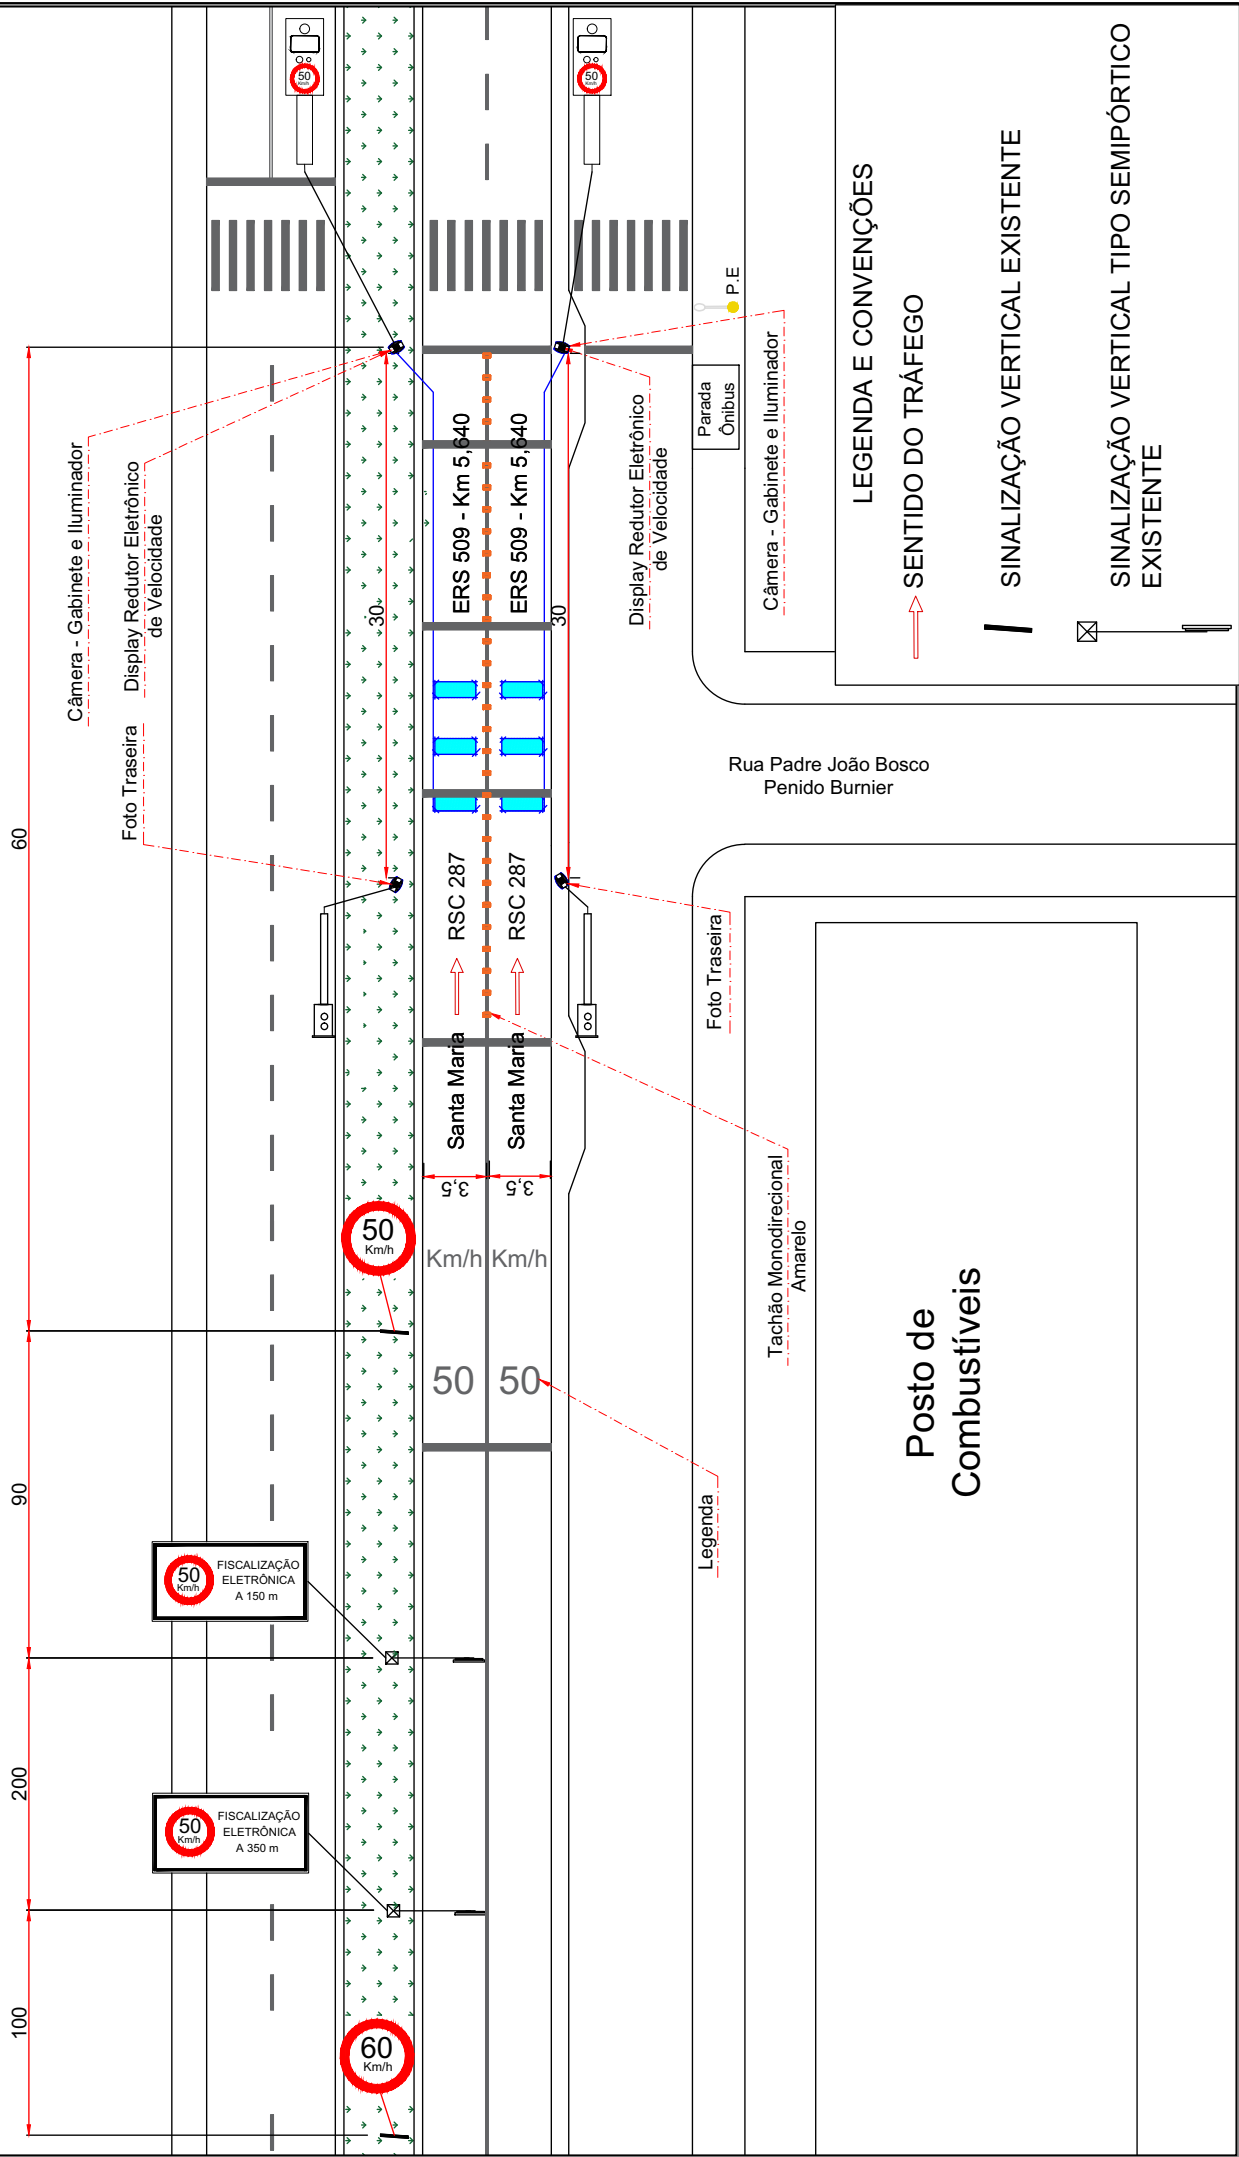 50
Km/h
50
Km/h
Câmera - Gabinete e Iluminador
Display Redutor Eletrônico
de Velocidade
Foto Traseira
60
90
200
100
30
30
ERS 509 - Km 5,640
ERS 509 - Km 5,640
RSC 287
RSC 287
Santa Maria
Santa Maria
3,5
3,5
Km/h
Km/h
50
50
50
Km/h
50
Km/h
FISCALIZAÇÃO
ELETRÔNICA
A 150 m
50
Km/h
FISCALIZAÇÃO
ELETRÔNICA
A 350 m
60
Km/h
P.E
Parada
Ônibus
Display Redutor Eletrônico
de Velocidade
Câmera - Gabinete e Iluminador
Foto Traseira
Tachão Monodirecional
Amarelo
Legenda
Rua Padre João Bosco
Penido Burnier
Posto de
Combustíveis
LEGENDA E CONVENÇÕES
SENTIDO DO TRÁFEGO
SINALIZAÇÃO VERTICAL EXISTENTE
SINALIZAÇÃO VERTICAL TIPO SEMIPÓRTICO
EXISTENTE